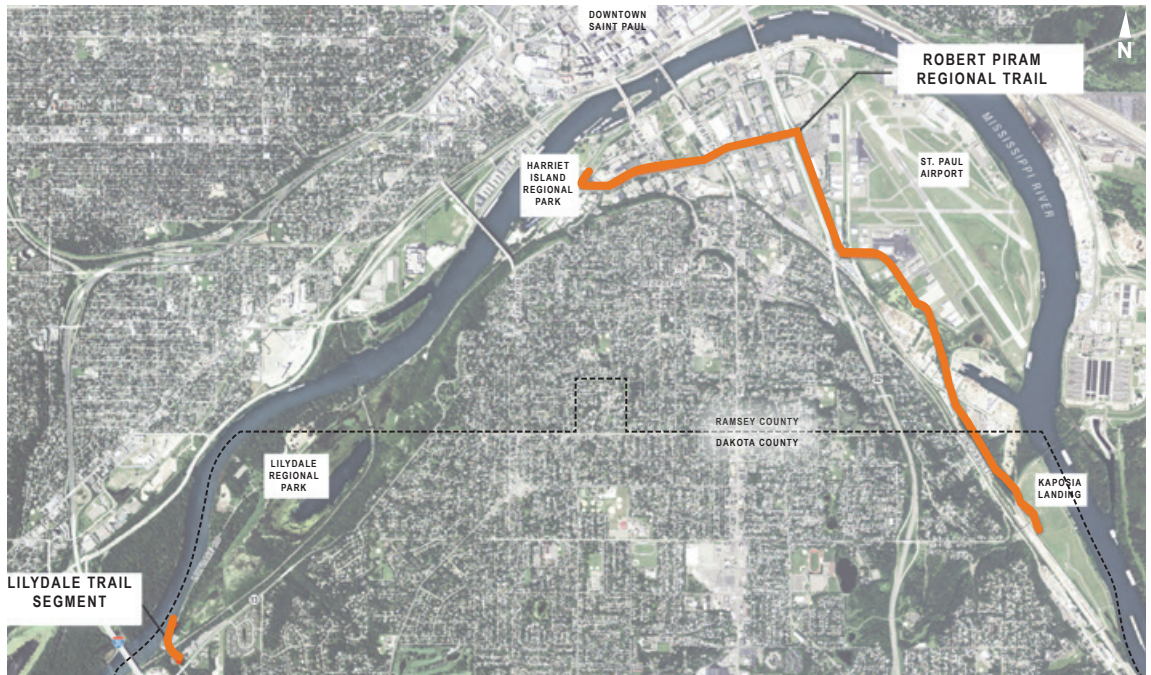 DOWNTOWN
SAINT PAUL
N
ROBERT PIRAM
REGIONAL TRAIL
MISSISSIPPI RIVER
ST. PAUL
AIRPORT
HARRIET
ISLAND
REGIONAL
PARK
RAMSEY COUNTY
DAKOTA COUNTY
LILYDALE
REGIONAL
PARK
KAPOSIA
LANDING
LILYDALE TRAIL
SEGMENT